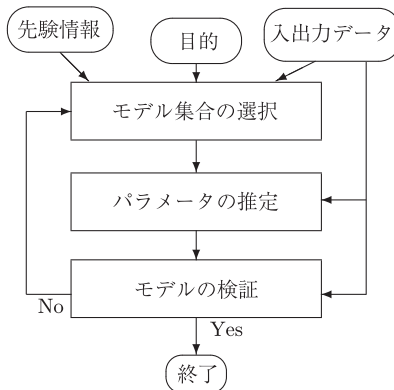 先験情報
目的
入出力データ
モデル集合の選択
パラメータの推定
モデルの検証
No
Yes
終了